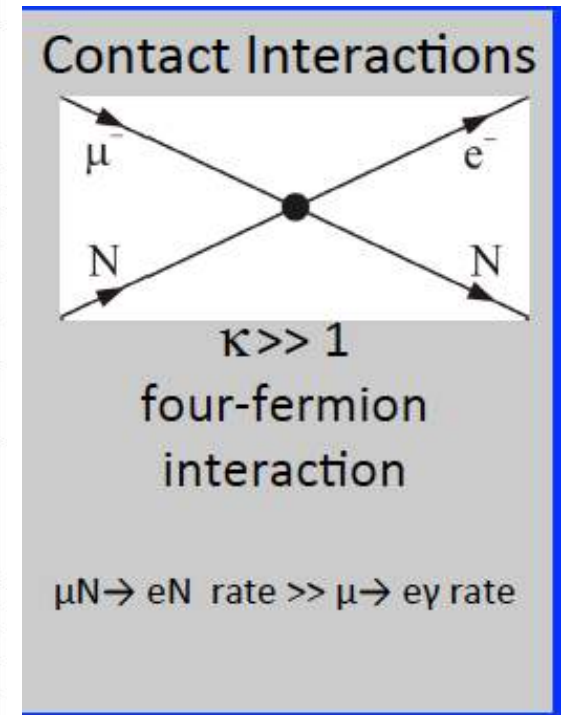 Contact Interactions
μ⁻ e⁻
N N
κ>> 1
four-fermion
interaction
μN→ eN rate >> μ→ eγ rate